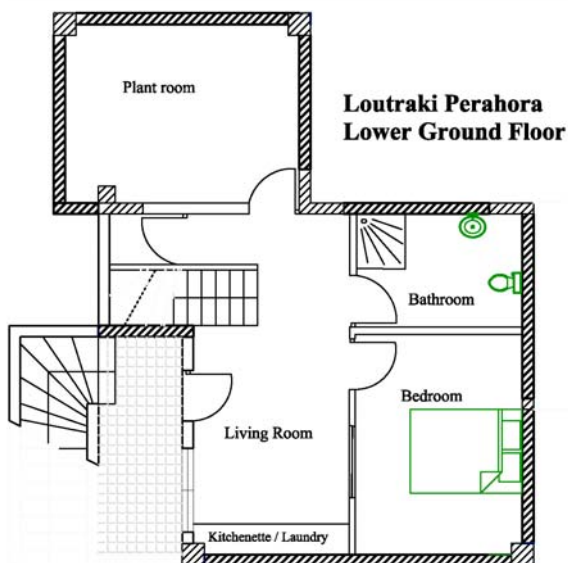 Plant room
Loutraki Perahora
Lower Ground Floor
Bathroom
Bedroom
Living Room
Kitchenette / Laundry